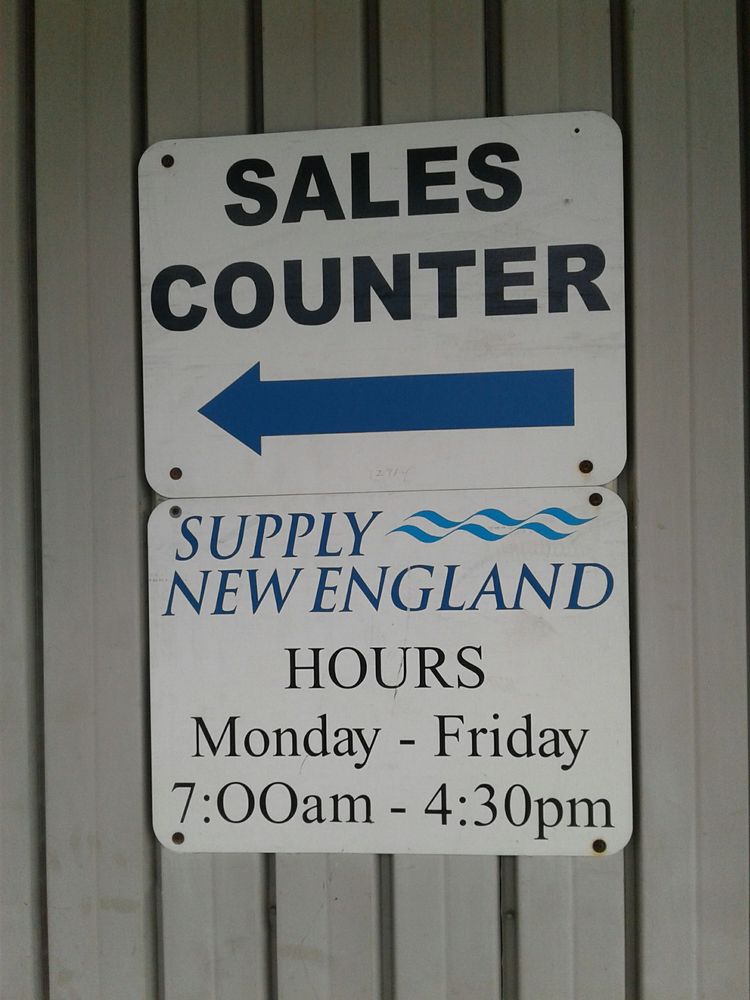 SALES
COUNTER
SUPPLY
NEW ENGLAND
HOURS
Monday - Friday
7:OOam - 4:30pm